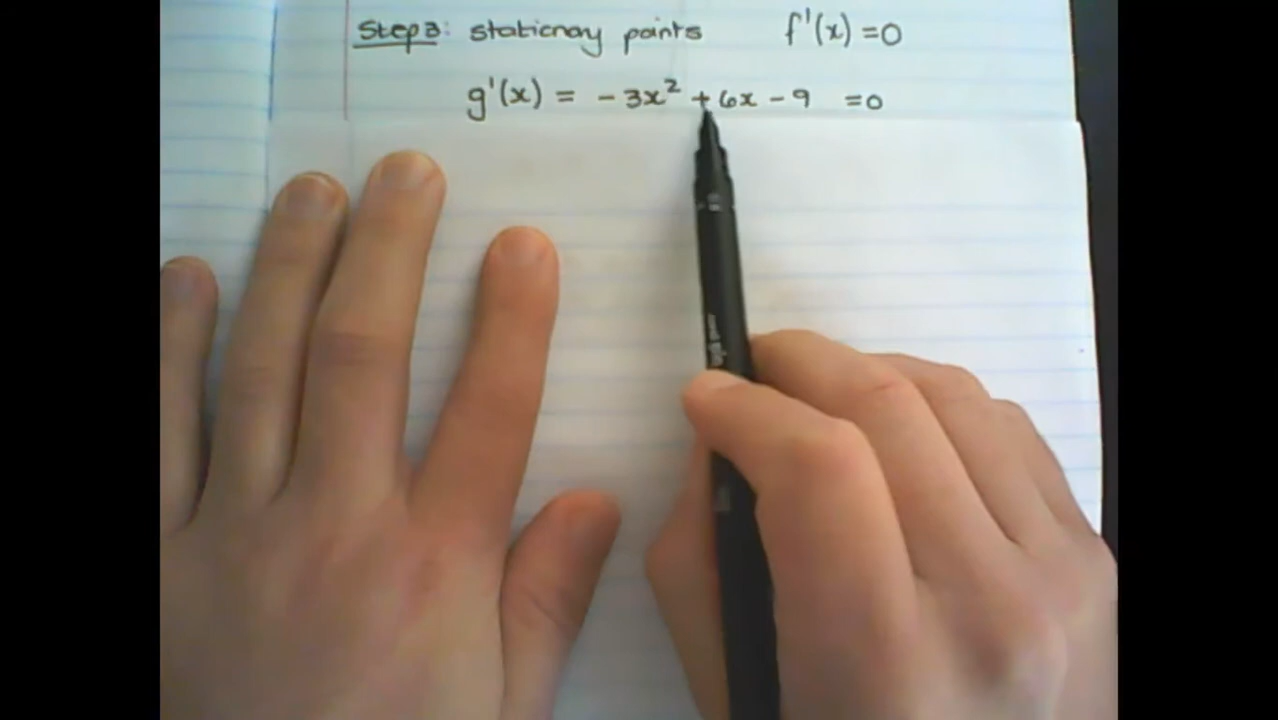 Step 3: stationary points f'(x) =0
g'(x) = -3x² +6x -9 =0